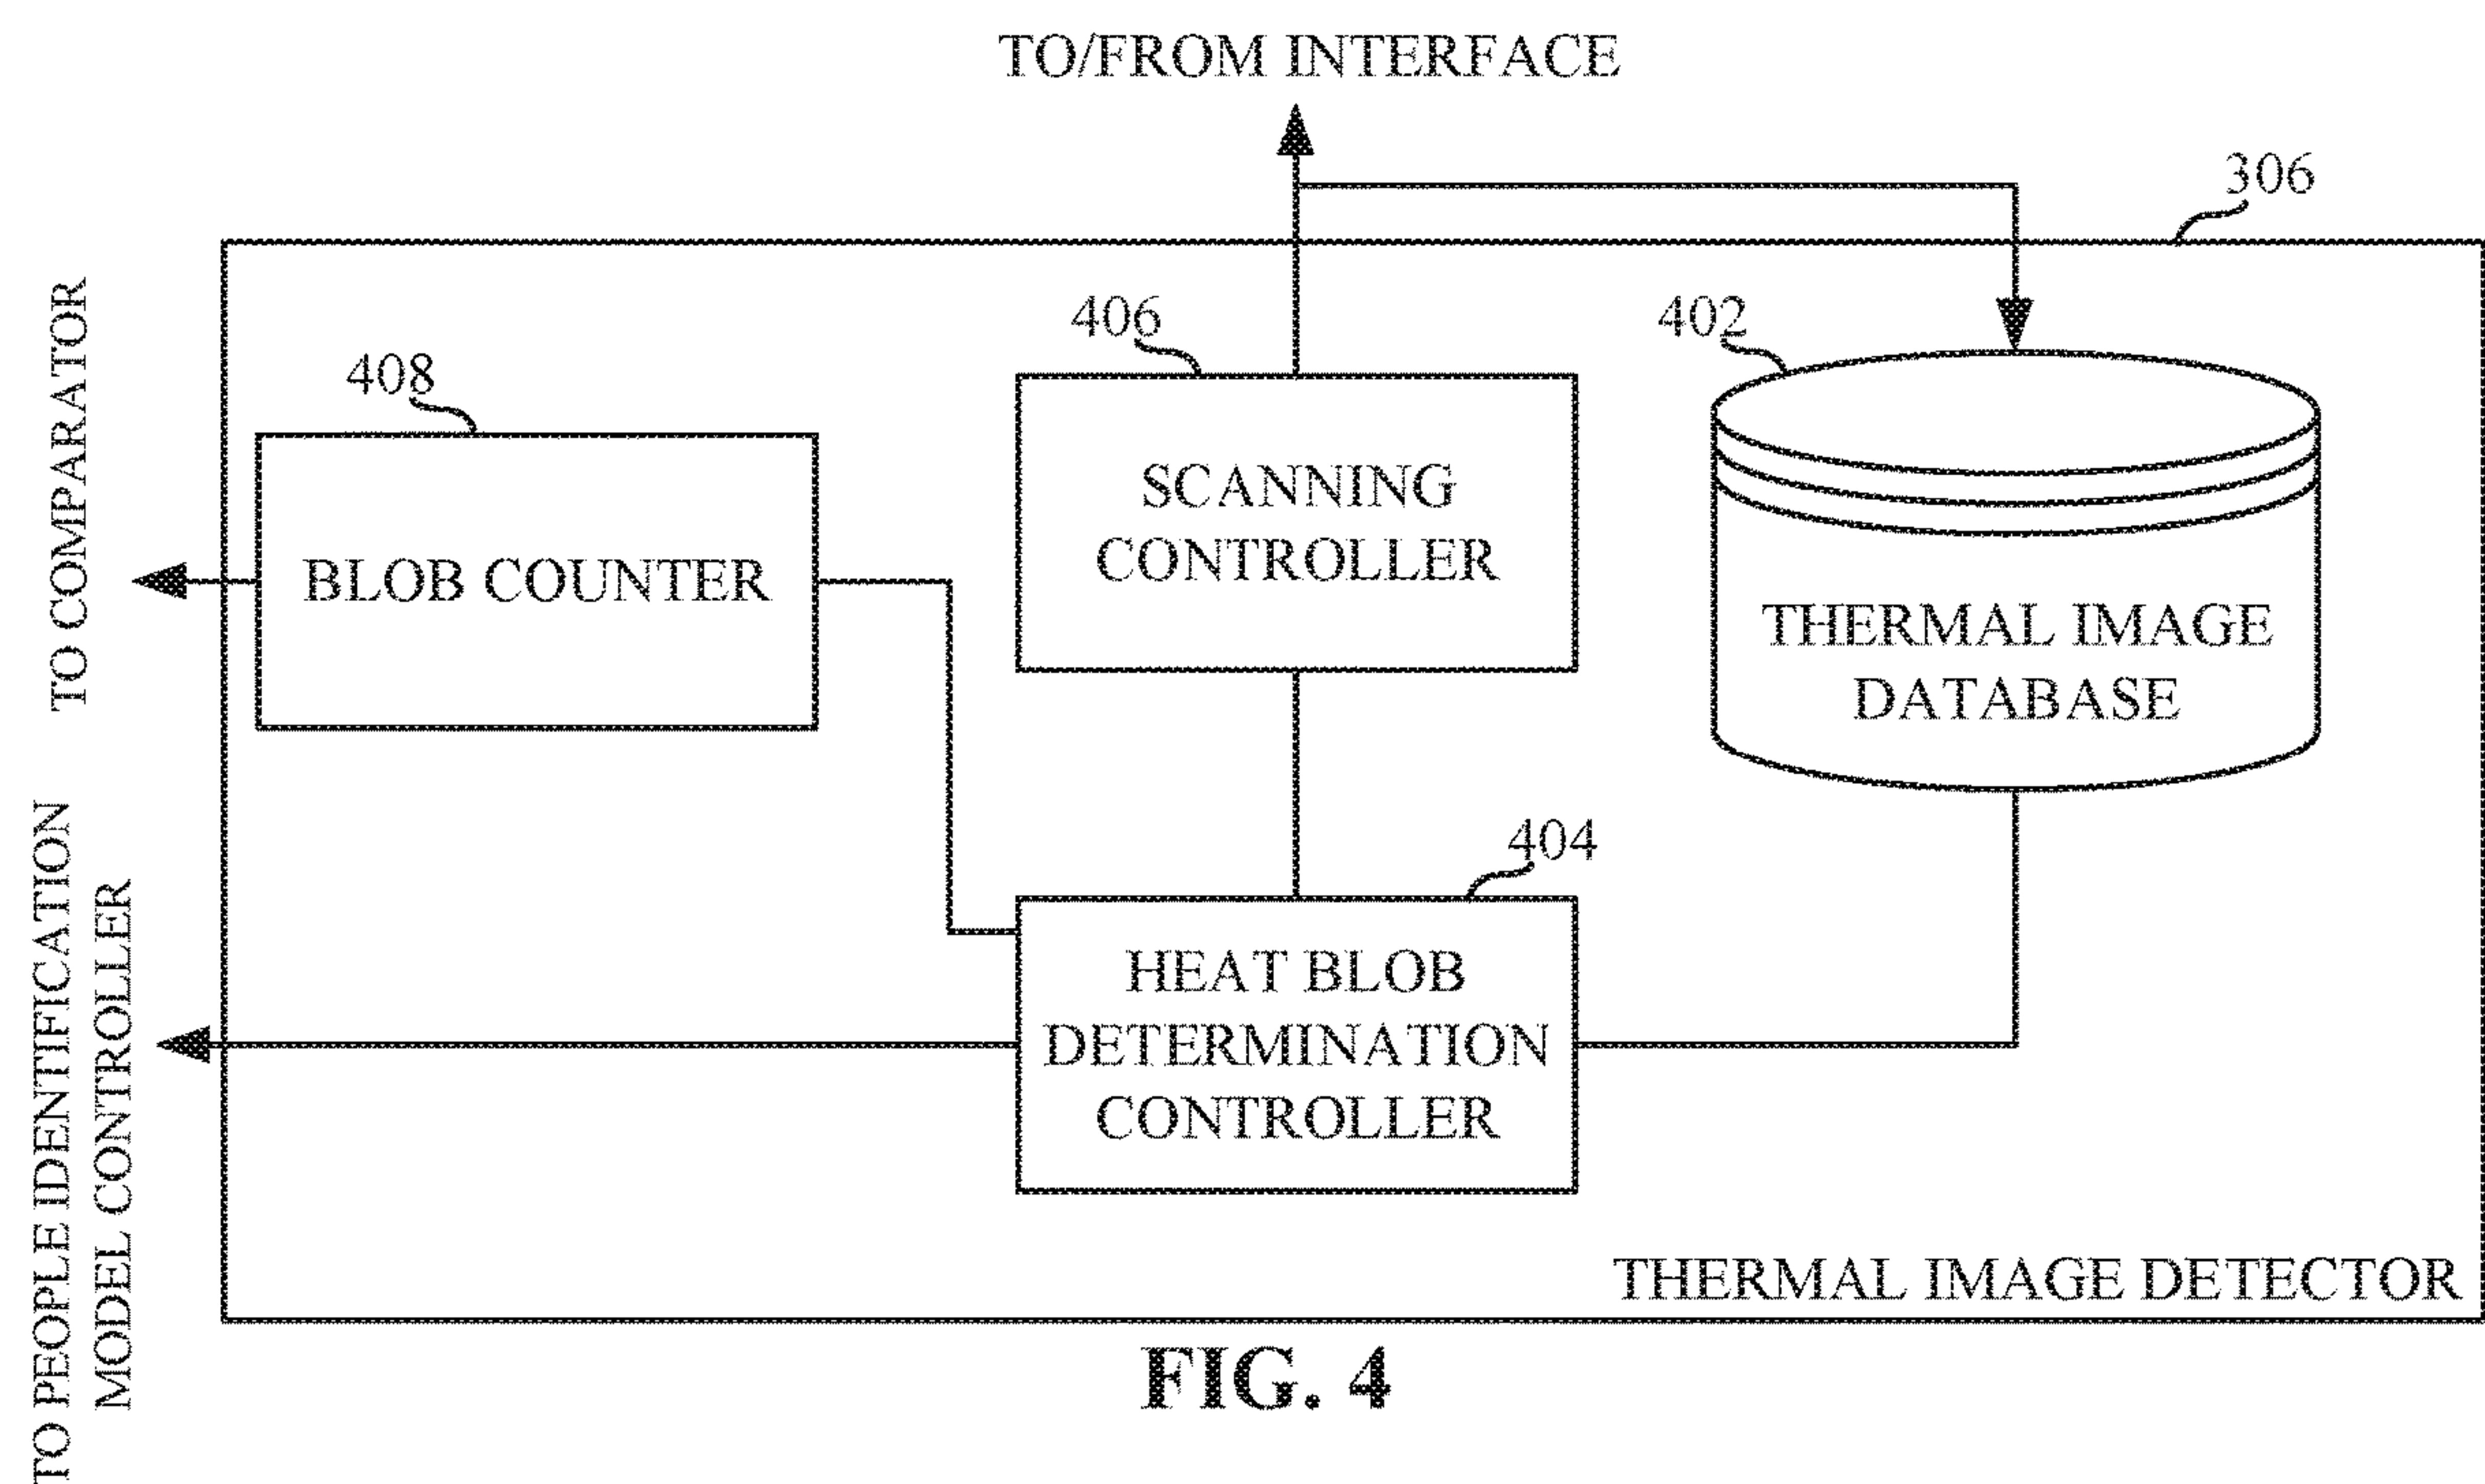 TO/FROM INTERFACE
306
406
402
408
TO COMPARATOR
SCANNING
CONTROLLER
BLOB COUNTER
THERMAL IMAGE
DATABASE
404
TO PEOPLE IDENTIFICATION
MODEL CONTROLLER
HEAT BLOB
DETERMINATION
CONTROLLER
THERMAL IMAGE DETECTOR
FIG. 4